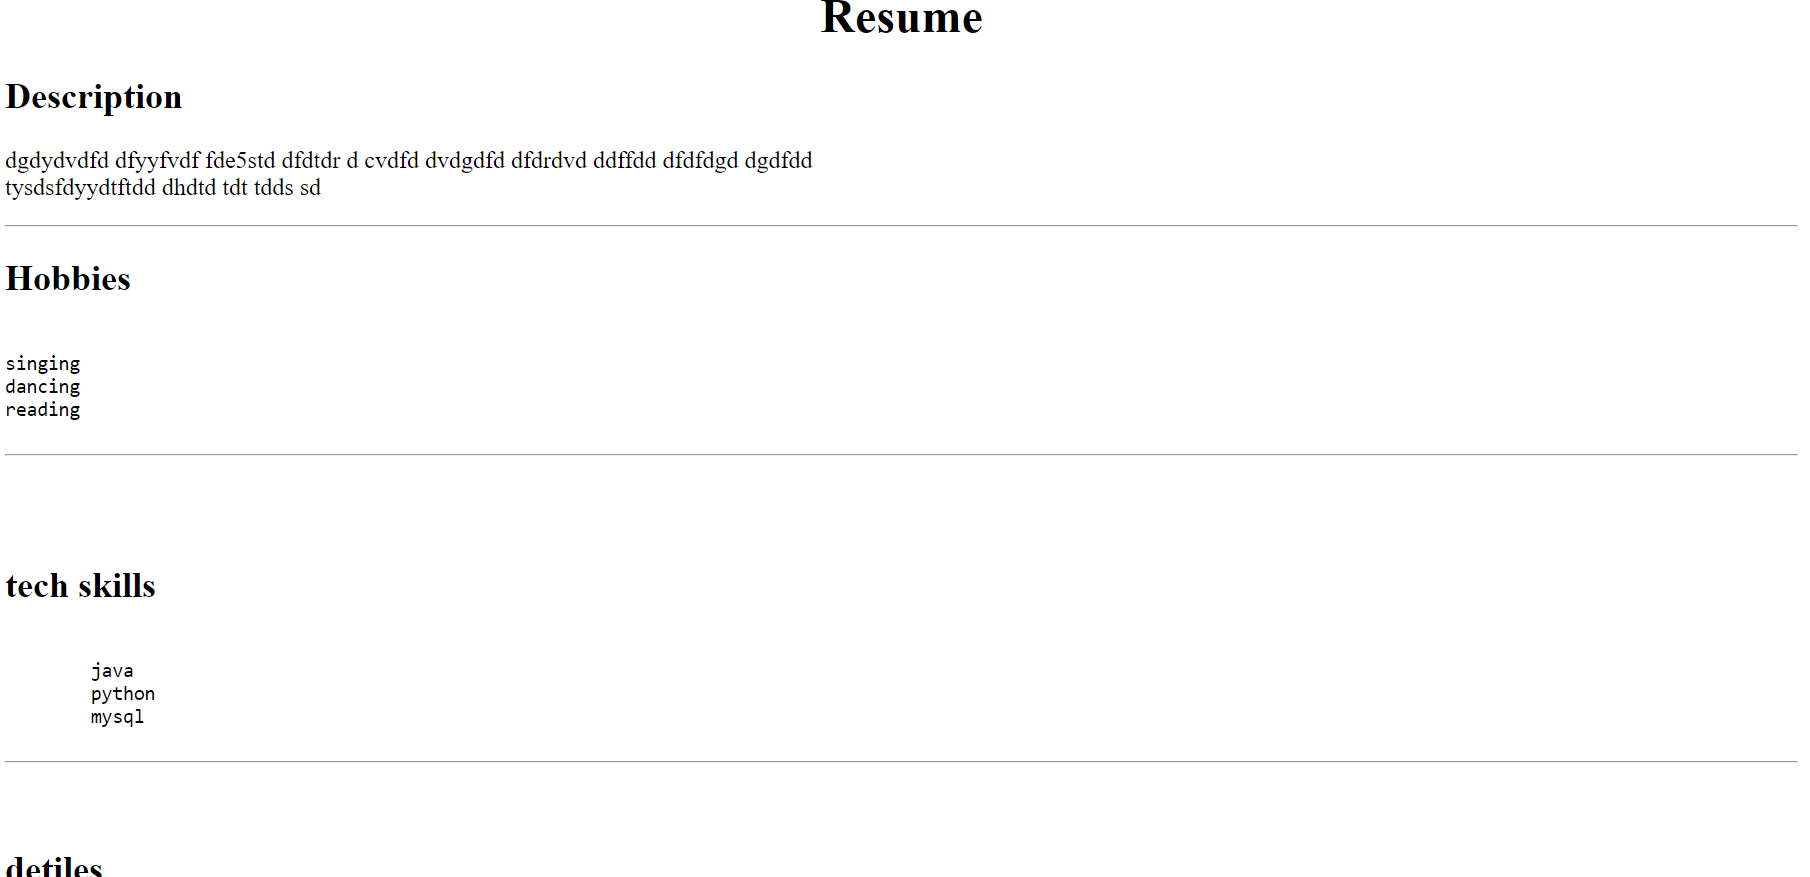 Resume
Description
dgdydvdfd dfyyfvdf fde5std dfdtdr d cvdfd dvdgdfd dfdrdvd ddffdd dfdfdgd dgdfdd
tysdsfdyydtftdd dhdtd tdt tdds sd
Hobbies
singing
dancing
reading
tech skills
java
python
mysql
detiles